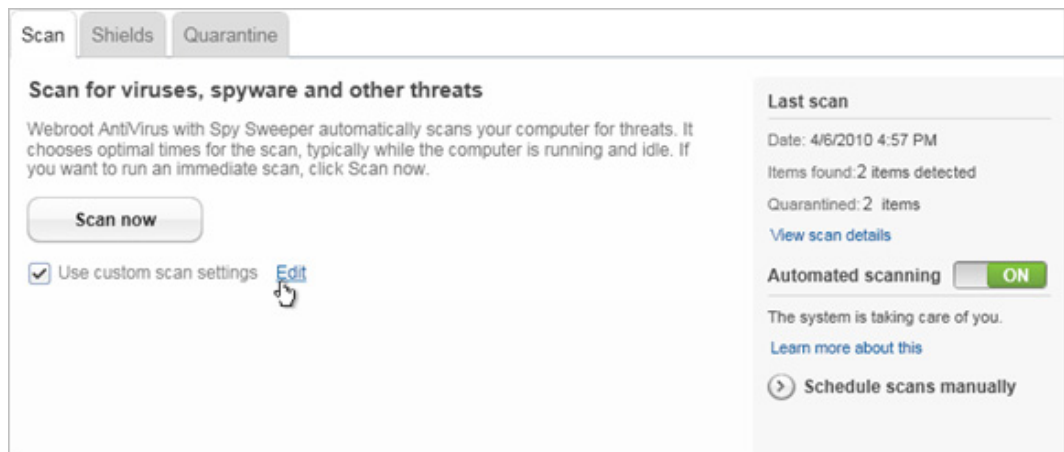 Scan
Shields
Quarantine
Scan for viruses, spyware and other threats
Webroot AntiVirus with Spy Sweeper automatically scans your computer for threats. It
chooses optimal times for the scan, typically while the computer is running and idle. If
you want to run an immediate scan, click Scan now.
Scan now
Use custom scan settings Edit
Last scan
Date: 4/6/2010 4:57 PM
Items found:2 items detected
Quarantined:2 items
View scan details
Automated scanning ON
The system is taking care of you.
Learn more about this
Schedule scans manually